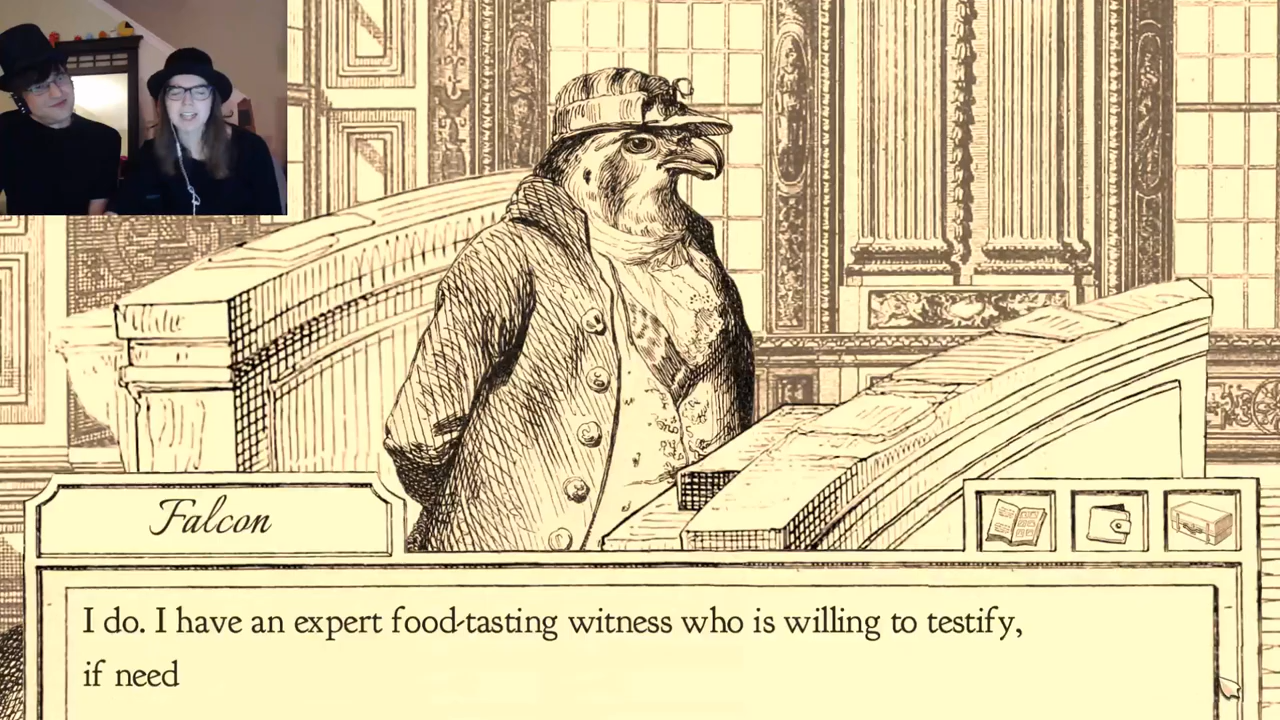 Falcon
I do. I have an expert food-tasting witness who is willing to testify,
if need